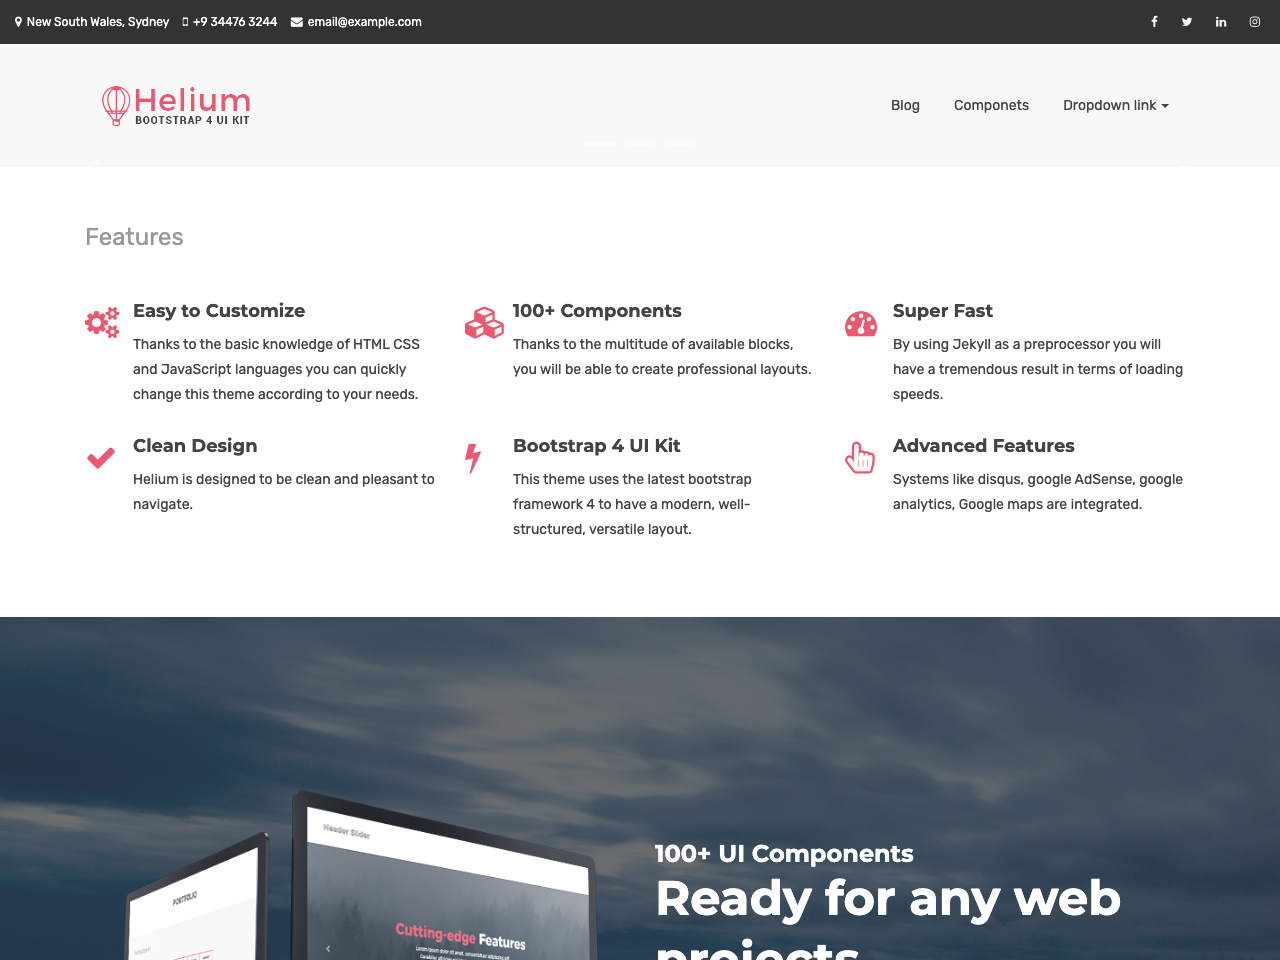 New South Wales, Sydney +9 34476 3244 email@example.com
Helium
BOOTSTRAP 4 UI KIT
Blog Componets Dropdown link
Features
Easy to Customize
Thanks to the basic knowledge of HTML CSS
and JavaScript languages you can quickly
change this theme according to your needs.
100+ Components
Thanks to the multitude of available blocks,
you will be able to create professional layouts.
Super Fast
By using Jekyll as a preprocessor you will
have a tremendous result in terms of loading
speeds.
Clean Design
Helium is designed to be clean and pleasant to
navigate.
Bootstrap 4 UI Kit
This theme uses the latest bootstrap
framework 4 to have a modern, well-
structured, versatile layout.
Advanced Features
Systems like disqus, google AdSense, google
analytics, Google maps are integrated.
Header Slider
PORTFOLIO
Cutting-edge Features
100+ UI Components
Ready for any web
projects